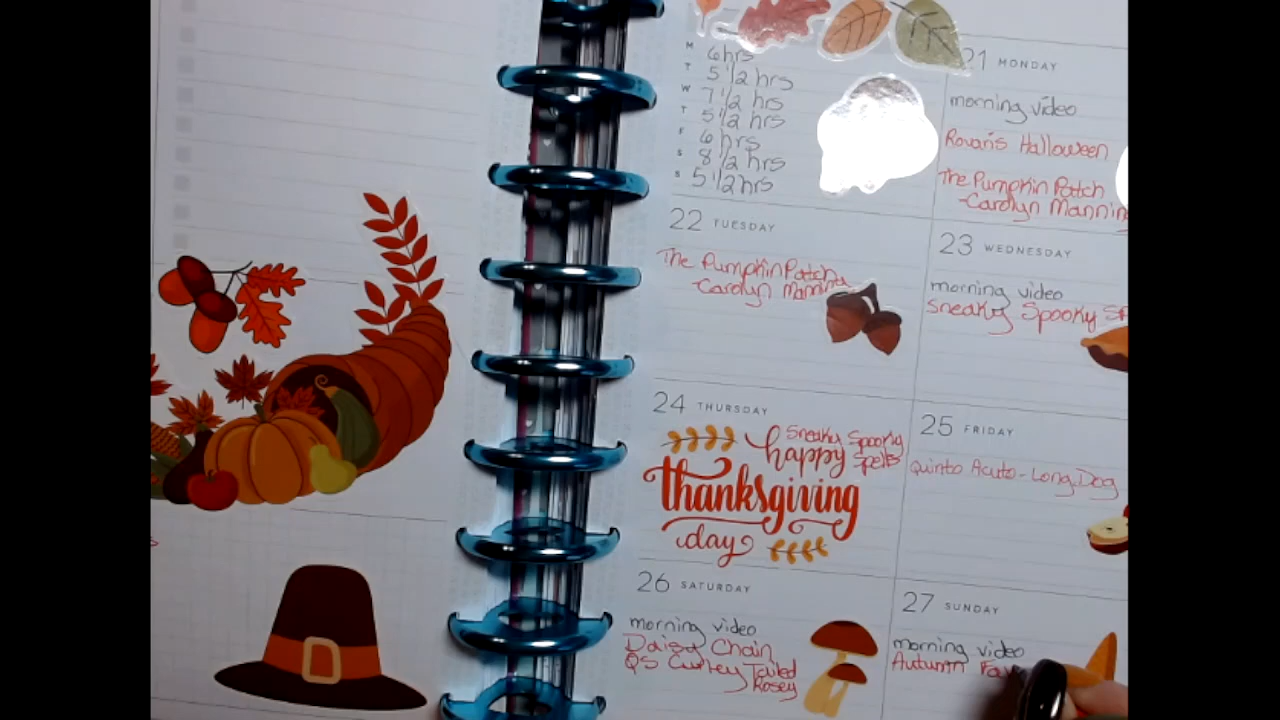 M 6hrs
T 5 1/2 hrs
W 7 1/2 hrs
T 5 1/2 hrs
F 6 hrs
S 8 1/2 hrs
S 5 1/2hrs
21 MONDAY
morning video
Rovaris Halloween
The Pumpkin Patch
-Carolyn Manning
22 TUESDAY
The Pumpkin Patch
-Carolyn Manning
23 WEDNESDAY
morning video
Sneaky Spooky
24 THURSDAY
Sneaky Spooky
Spells
happy
thanksgiving
day
25 FRIDAY
Quinto Acuto-Long Dog
26 SATURDAY
morning video
Daisy Chain
QS Curley Tailed
Rosey
27 SUNDAY
morning video
Autumn